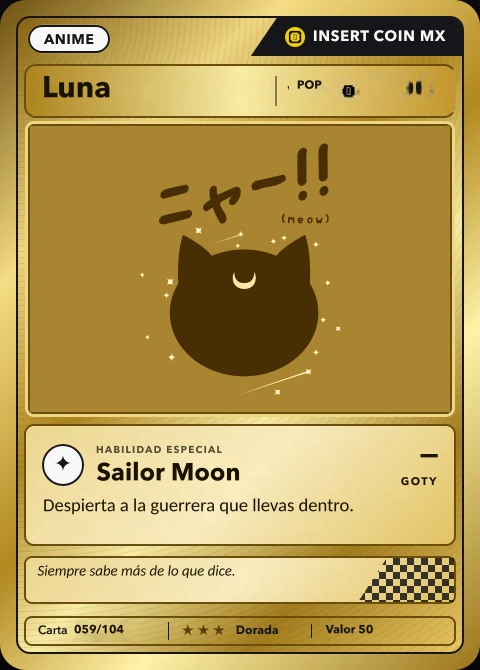 ANIME
INSERT COIN MX
Luna
POP
ニャー!!
(meow)
HABILIDAD ESPECIAL
Sailor Moon
—
GOTY
Despierta a la guerrera que llevas dentro.
Siempre sabe más de lo que dice.
Carta 059/104
★★★ Dorada
Valor 50